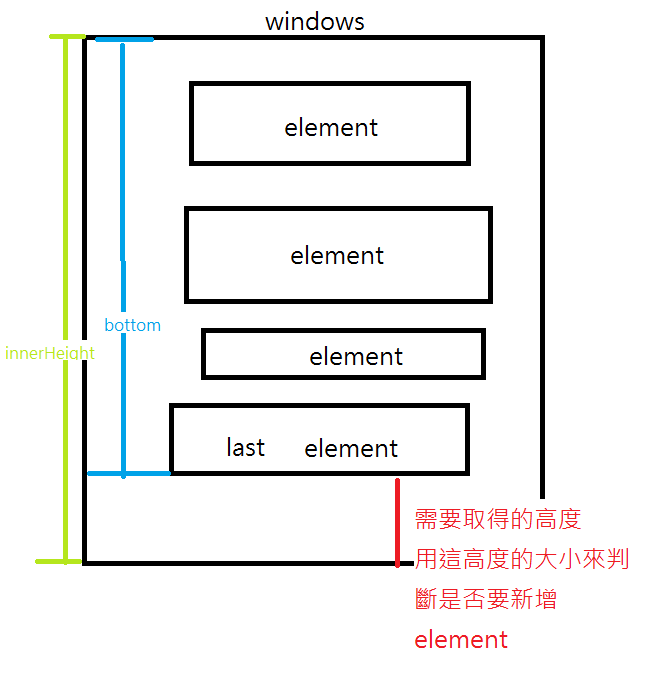 windows
element
element
bottom
innerHeight
element
last element
需要取得的高度
用這高度的大小來判
斷是否要新增
element